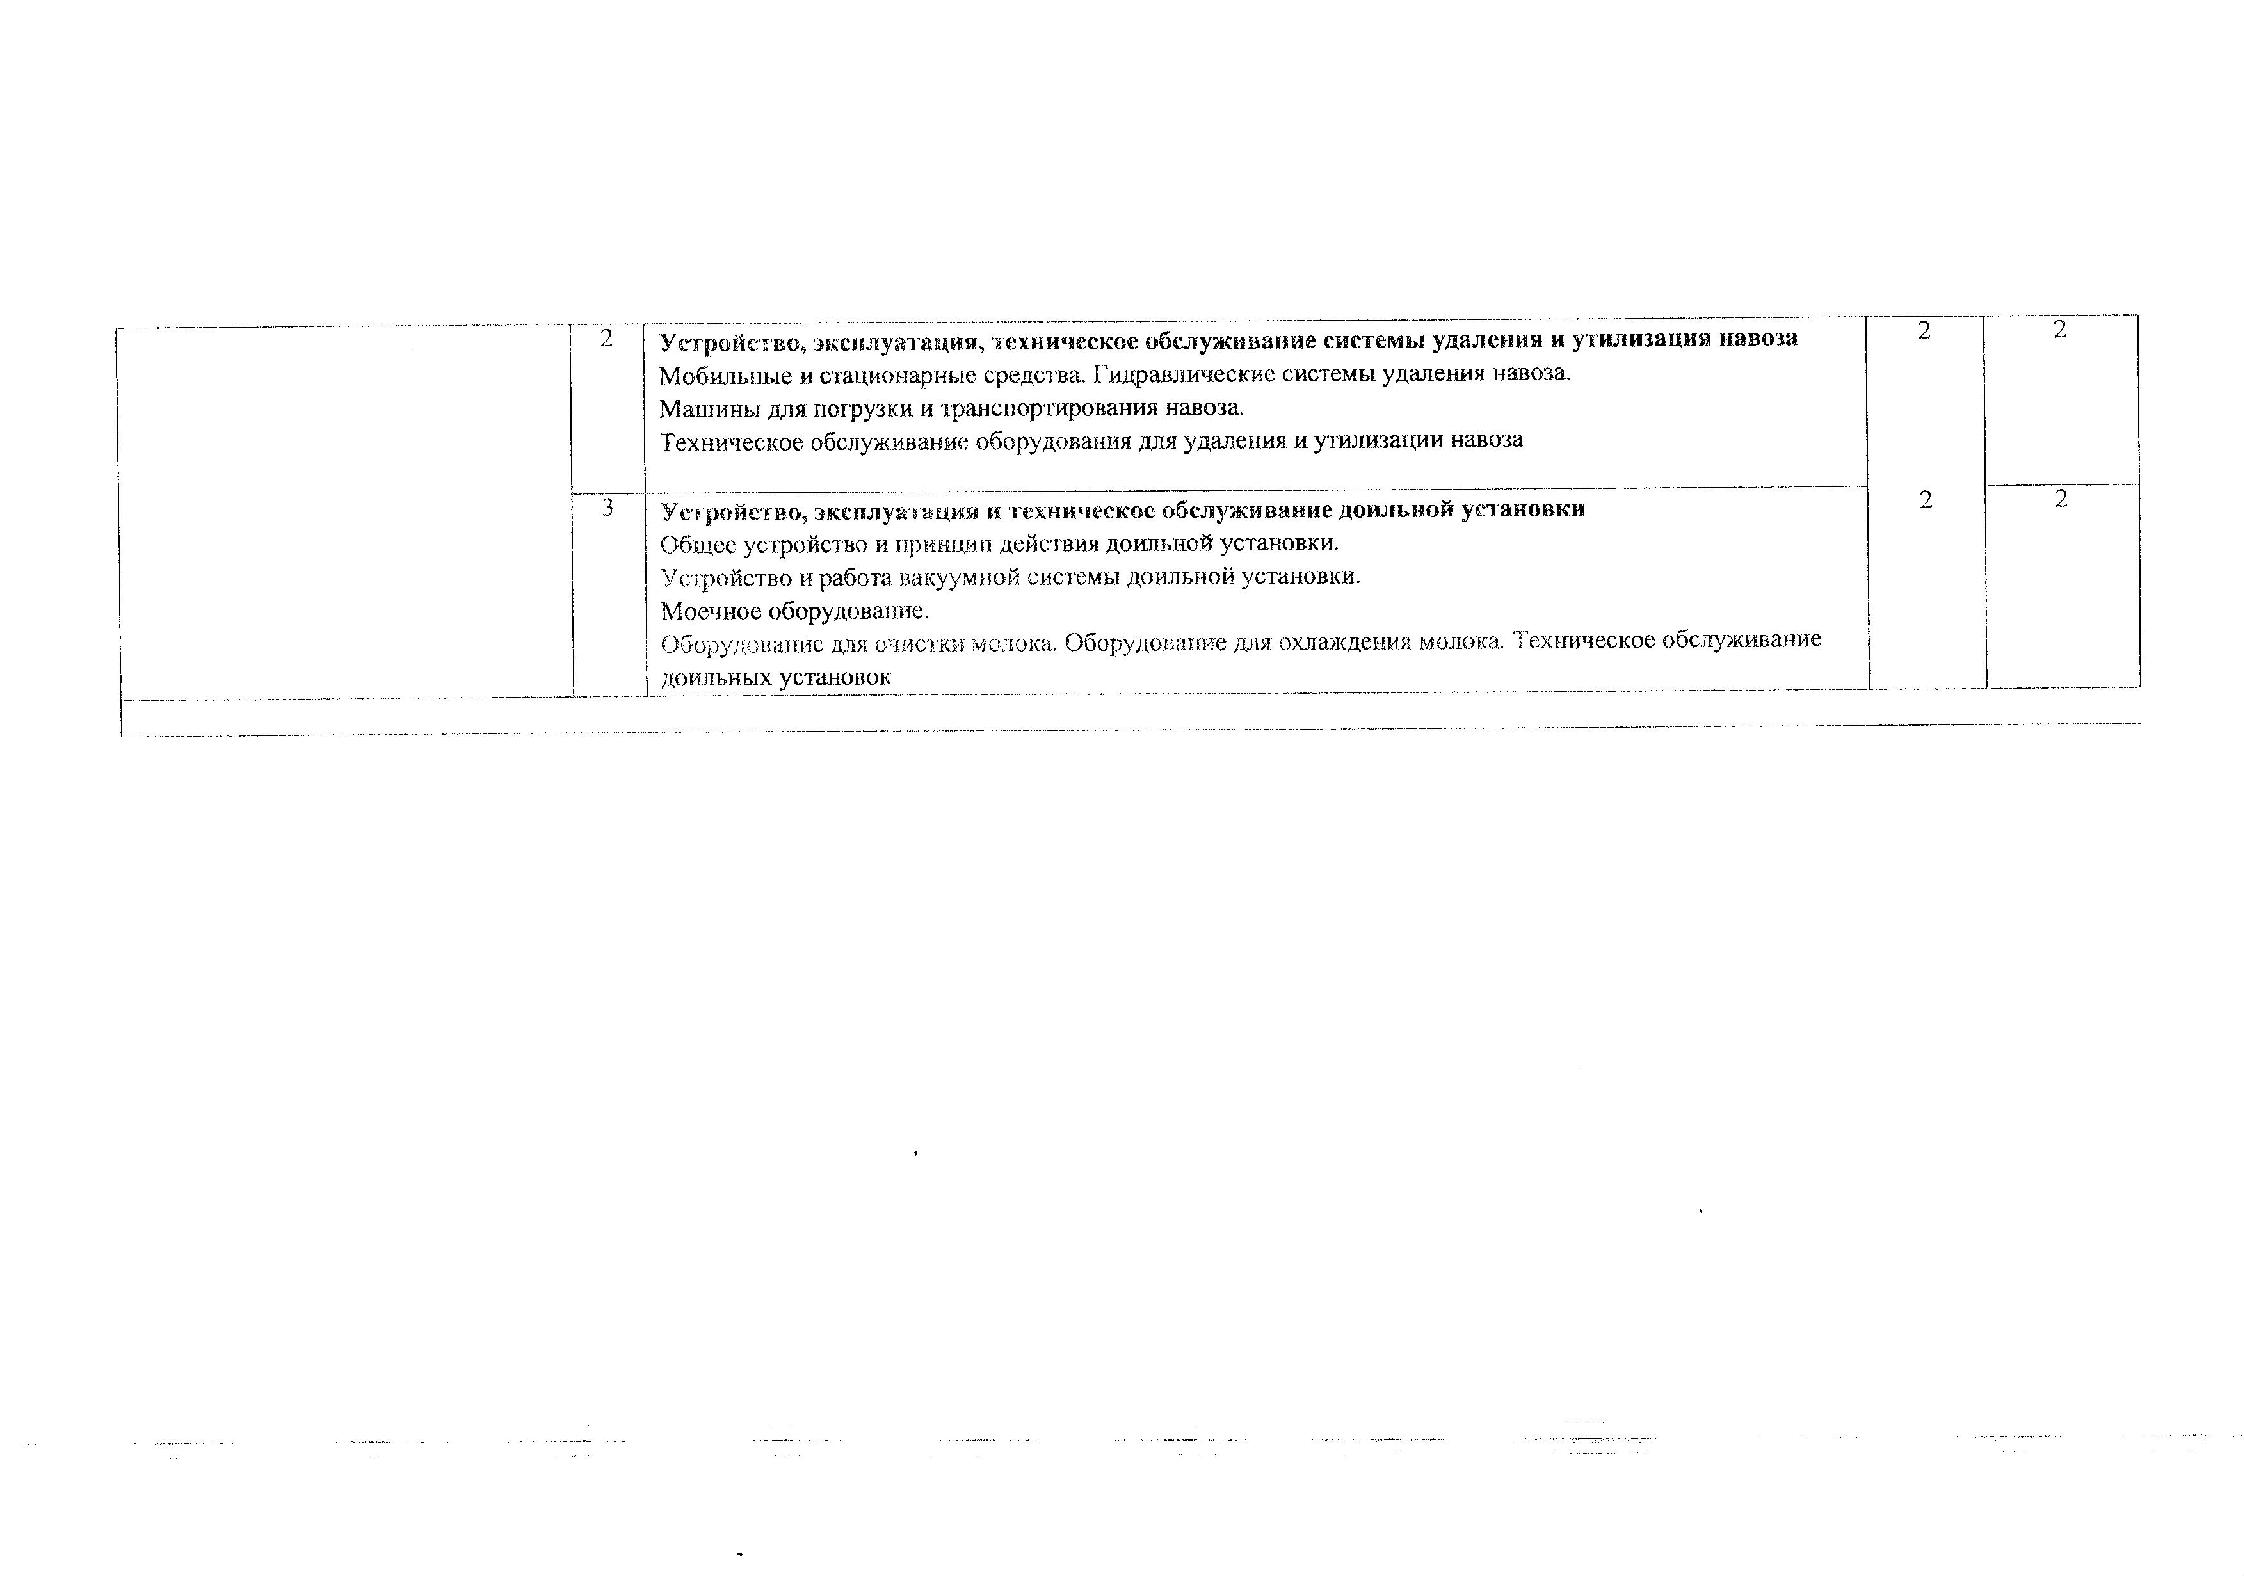 2 Устройство, эксплуатация, техническое обслуживание системы удаления и утилизация навоза 2 2
Мобильные и стационарные средства. Гидравлические системы удаления навоза.
Машины для погрузки и транспортирования навоза.
Техническое обслуживание оборудования для удаления и утилизации навоза
3 Устройство, эксплуатация и техническое обслуживание доильной установки 2 2
Общее устройство и принцип действия доильной установки.
Устройство и работа вакуумной системы доильной установки.
Моечное оборудование.
Оборудование для очистки молока. Оборудование для охлаждения молока. Техническое обслуживание
доильных установок